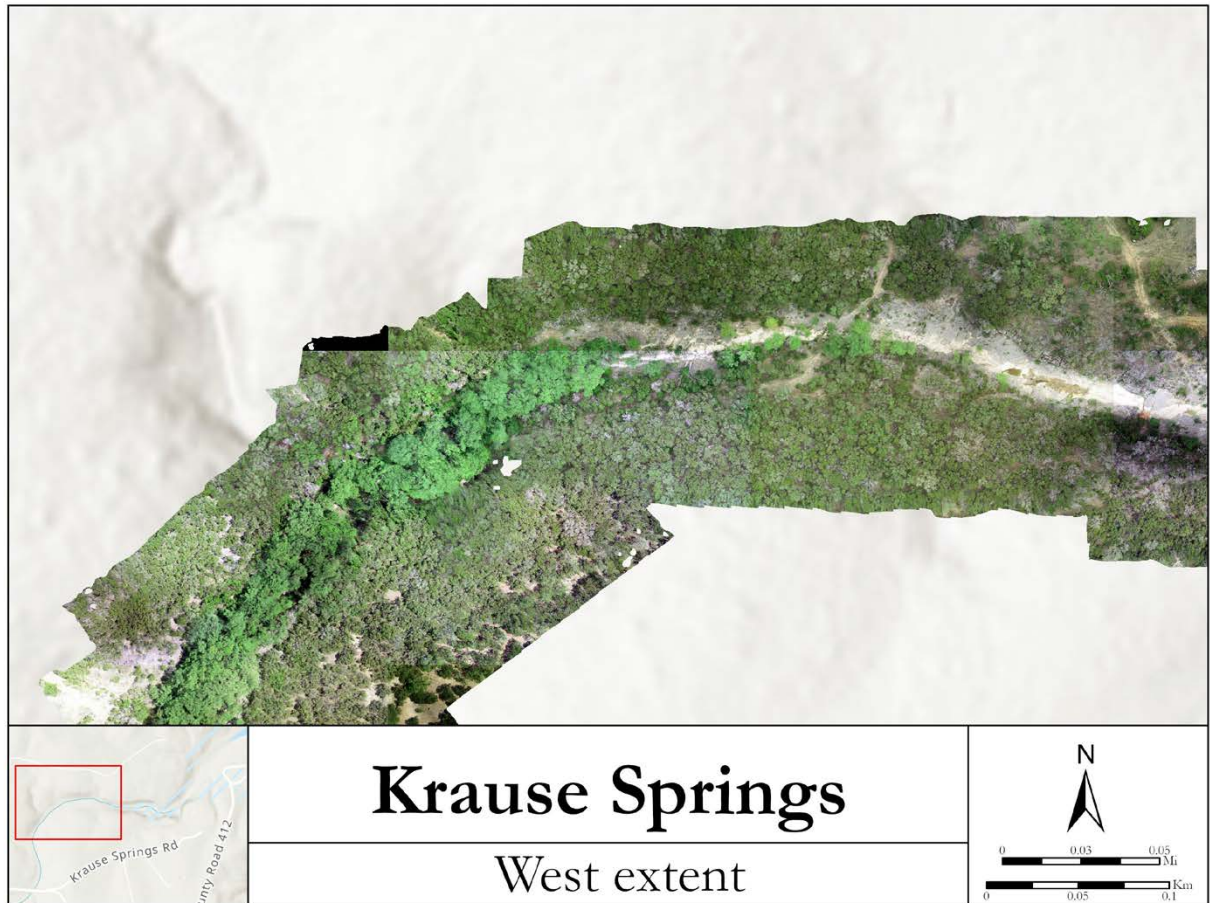 Krause Springs
West extent
Krause Springs Rd
unty Road 412
N
0 0.03 0.05
Mi
Km
0 0.05 0.1